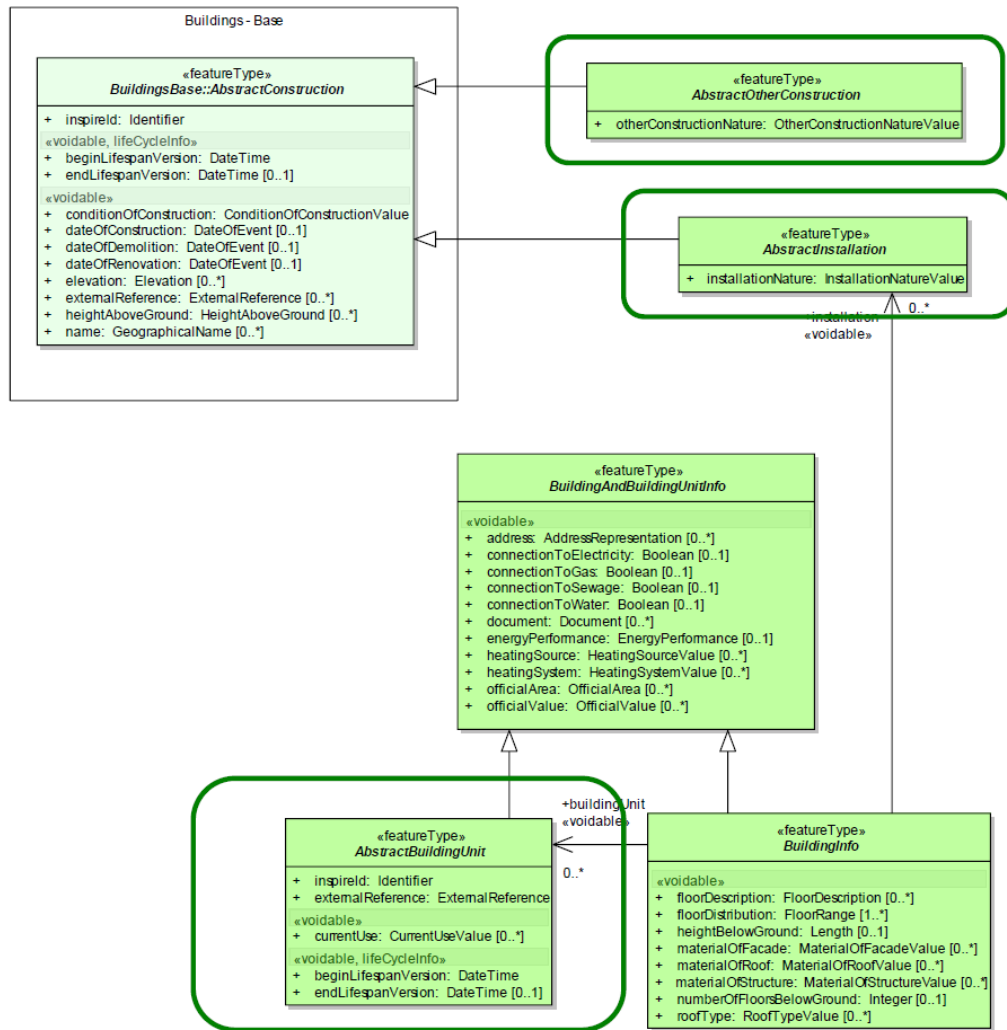 Buildings - Base
«featureType»
BuildingsBase::AbstractConstruction
+ inspireId: Identifier
«voidable, lifeCycleInfo»
+ beginLifespanVersion: DateTime
+ endLifespanVersion: DateTime [0..1]
«voidable»
+ conditionOfConstruction: ConditionOfConstructionValue
+ dateOfConstruction: DateOfEvent [0..1]
+ dateOfDemolition: DateOfEvent [0..1]
+ dateOfRenovation: DateOfEvent [0..1]
+ elevation: Elevation [0..*]
+ externalReference: ExternalReference [0..*]
+ heightAboveGround: HeightAboveGround [0..*]
+ name: GeographicalName [0..*]
«featureType»
AbstractOtherConstruction
+ otherConstructionNature: OtherConstructionNatureValue
«featureType»
AbstractInstallation
+ installationNature: InstallationNatureValue
+installation
0..*
«voidable»
«featureType»
BuildingAndBuildingUnitInfo
«voidable»
+ address: AddressRepresentation [0..*]
+ connectionToElectricity: Boolean [0..1]
+ connectionToGas: Boolean [0..1]
+ connectionToSewage: Boolean [0..1]
+ connectionToWater: Boolean [0..1]
+ document: Document [0..*]
+ energyPerformance: EnergyPerformance [0..1]
+ heatingSource: HeatingSourceValue [0..*]
+ heatingSystem: HeatingSystemValue [0..*]
+ officialArea: OfficialArea [0..*]
+ officialValue: OfficialValue [0..*]
«featureType»
AbstractBuildingUnit
+ inspireId: Identifier
+ externalReference: ExternalReference
«voidable»
+ currentUse: CurrentUseValue [0..*]
«voidable, lifeCycleInfo»
+ beginLifespanVersion: DateTime
+ endLifespanVersion: DateTime [0..1]
+buildingUnit
«voidable»
0..*
«featureType»
BuildingInfo
«voidable»
+ floorDescription: FloorDescription [0..*]
+ floorDistribution: FloorRange [1..*]
+ heightBelowGround: Length [0..1]
+ materialOfFacade: MaterialOfFacadeValue [0..*]
+ materialOfRoof: MaterialOfRoofValue [0..*]
+ materialOfStructure: MaterialOfStructureValue [0..*]
+ numberOfFloorsBelowGround: Integer [0..1]
+ roofType: RoofTypeValue [0..*]